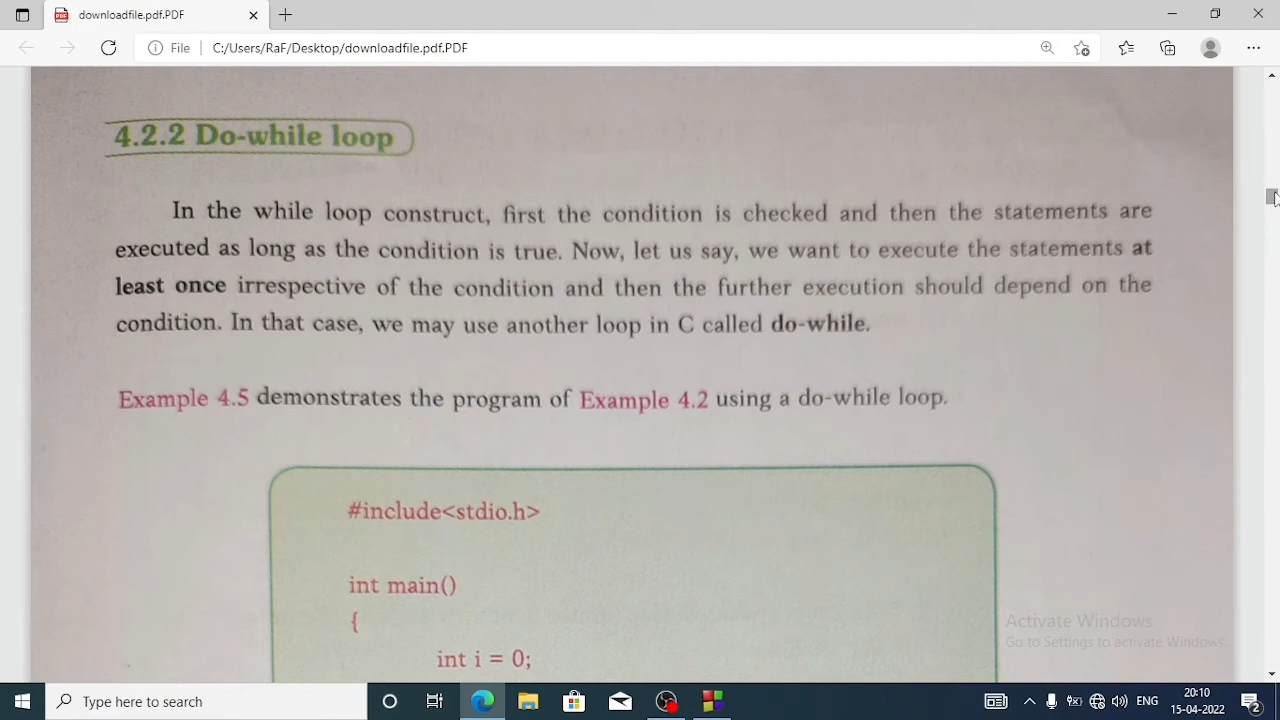 downloadfile.pdf.PDF
File
C:/Users/RaF/Desktop/downloadfile.pdf.PDF
4.2.2 Do-while loop
In the while loop construct, first the condition is checked and then the statements are
executed as long as the condition is true. Now, let us say, we want to execute the statements at
least once irrespective of the condition and then the further execution should depend on the
condition. In that case, we may use another loop in C called do-while.
Example 4.5 demonstrates the program of Example 4.2 using a do-while loop.
#include<stdio.h>
int main()
{
int i = 0;
Activate Windows
Go to Settings to activate Windows.
Type here to search
ENG
20:10
15-04-2022
2